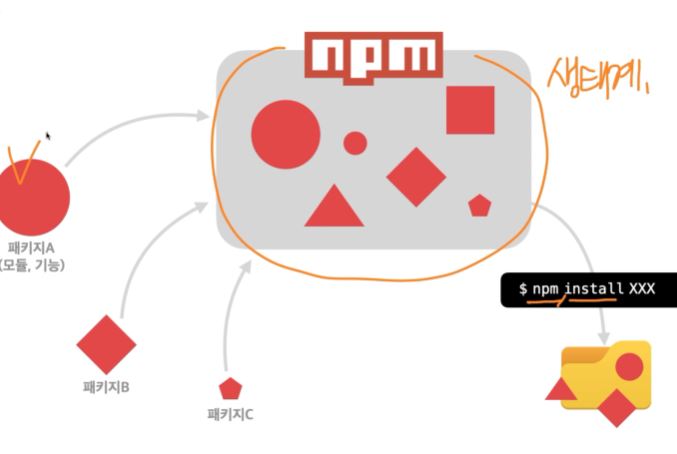 npm
생태계.
패키지A
(모듈, 기능)
$ npm install XXX
패키지B
패키지C